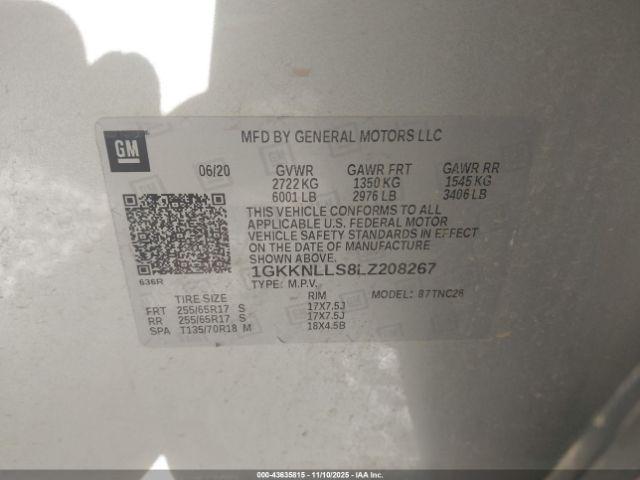 GM
MFD BY GENERAL MOTORS LLC
06/20 GVWR GAWR FRT GAWR RR
2722 KG 1350 KG 1545 KG
6001 LB 2976 LB 3406 LB
THIS VEHICLE CONFORMS TO ALL
APPLICABLE U.S. FEDERAL MOTOR
VEHICLE SAFETY STANDARDS IN EFFECT
ON THE DATE OF MANUFACTURE SHOWN ABOVE.
1GKKNLLS8LZ208267
636R
TYPE: M.P.V. MODEL: 87TNC26
TIRE SIZE RIM
FRT 255/65R17 S 17X7.5J
RR 255/65R17 S 17X7.5J
SPA T135/70R18 M 18X4.5B
000-43635815 - 11/10/2025 - IAAI.COM